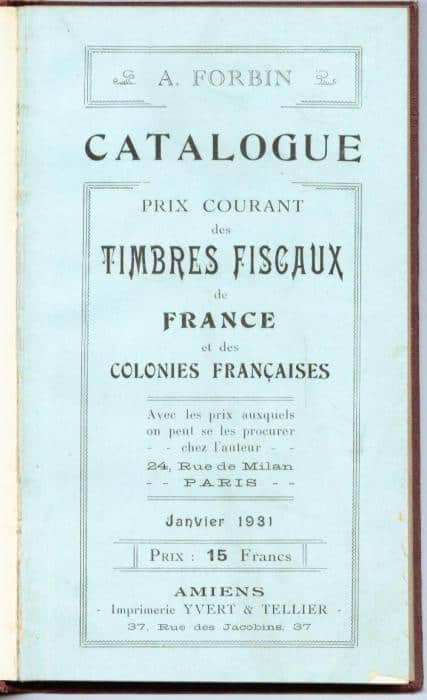 A. FORBIN
CATALOGUE
PRIX COURANT
des
TIMBRES FISCAUX
de
FRANCE
et des
COLONIES FRANÇAISES
Avec les prix auxquels
on peut se les procurer
- - chez l'auteur - -
24, Rue de Milan
- - PARIS - -
Janvier 1931
PRIX : 15 Francs
AMIENS
- Imprimerie YVERT & TELLIER -
37, Rue des Jacobins, 37